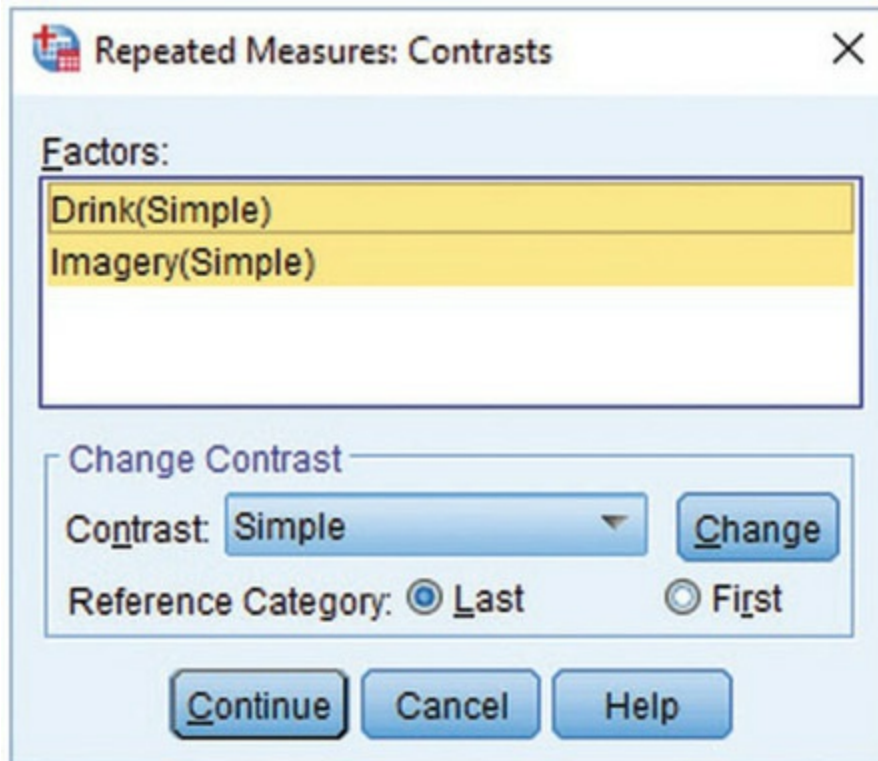 Repeated Measures: Contrasts
Factors:
Drink(Simple)
Imagery(Simple)
Change Contrast
Contrast: Simple Change
Reference Category: Last First
Continue Cancel Help